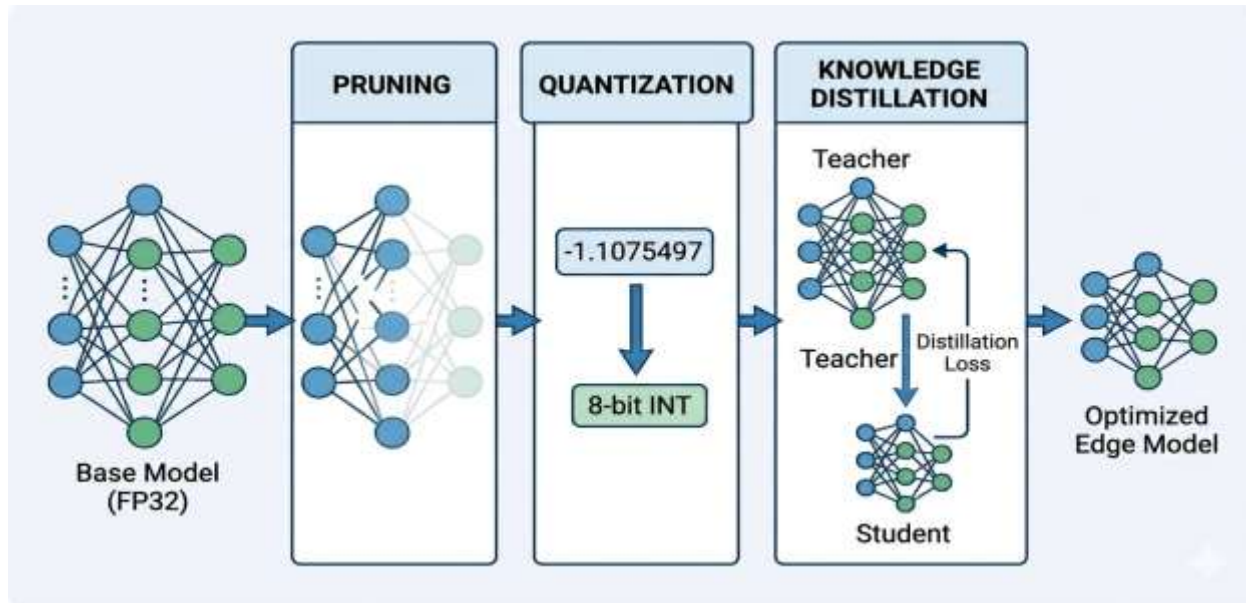 PRUNING
QUANTIZATION
KNOWLEDGE
DISTILLATION
Teacher
-1.1075497
Teacher
Distillation
Loss
8-bit INT
Student
Base Model
(FP32)
Optimized
Edge Model